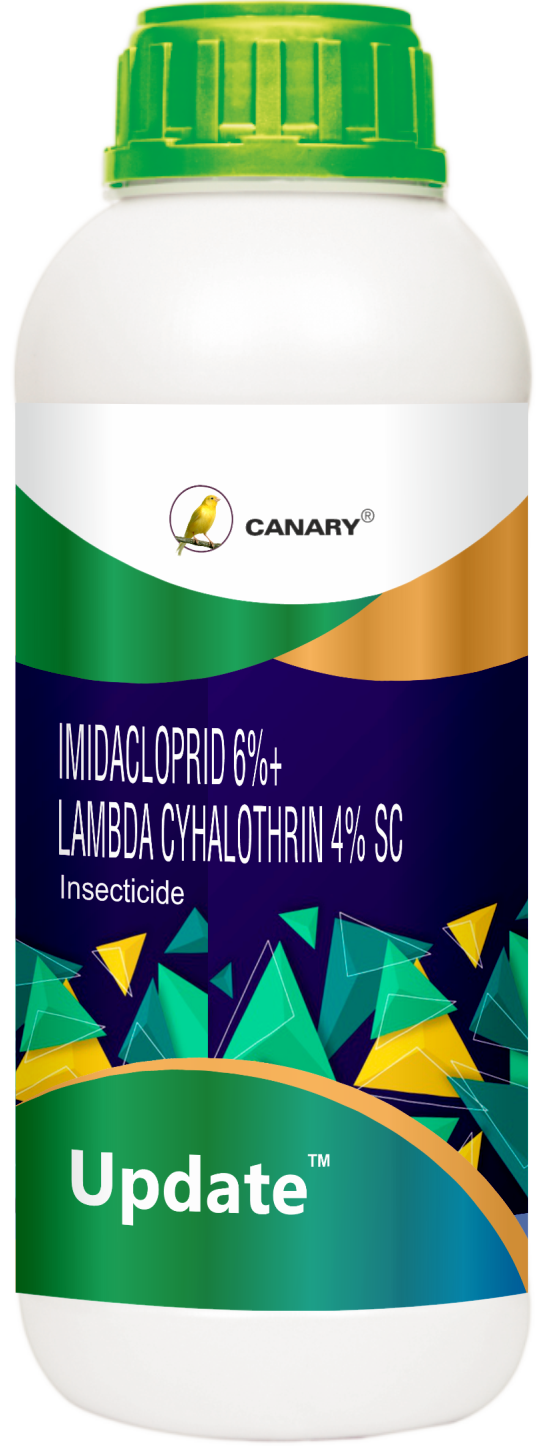 CANARY®
IMIDACLOPRID 6%+
LAMBDA CYHALOTHRIN 4% SC
Insecticide
Update™